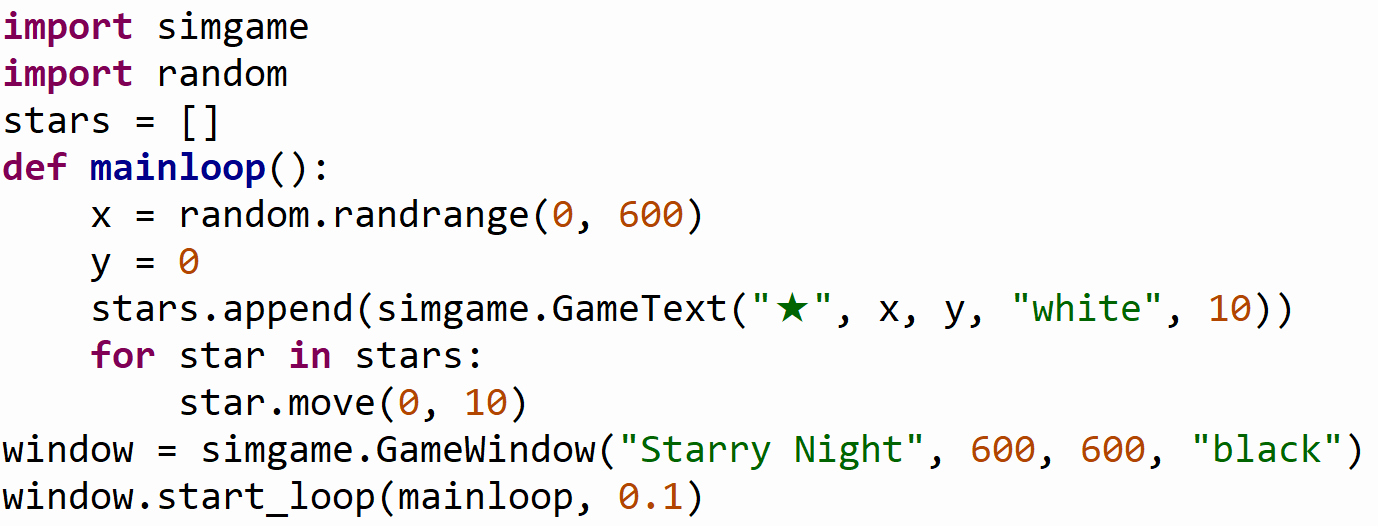 import simgame
import random
stars = []
def mainloop():
    x = random.randrange(0, 600)
    y = 0
    stars.append(simgame.GameText("★", x, y, "white", 10))
    for star in stars:
        star.move(0, 10)
window = simgame.GameWindow("Starry Night", 600, 600, "black")
window.start_loop(mainloop, 0.1)